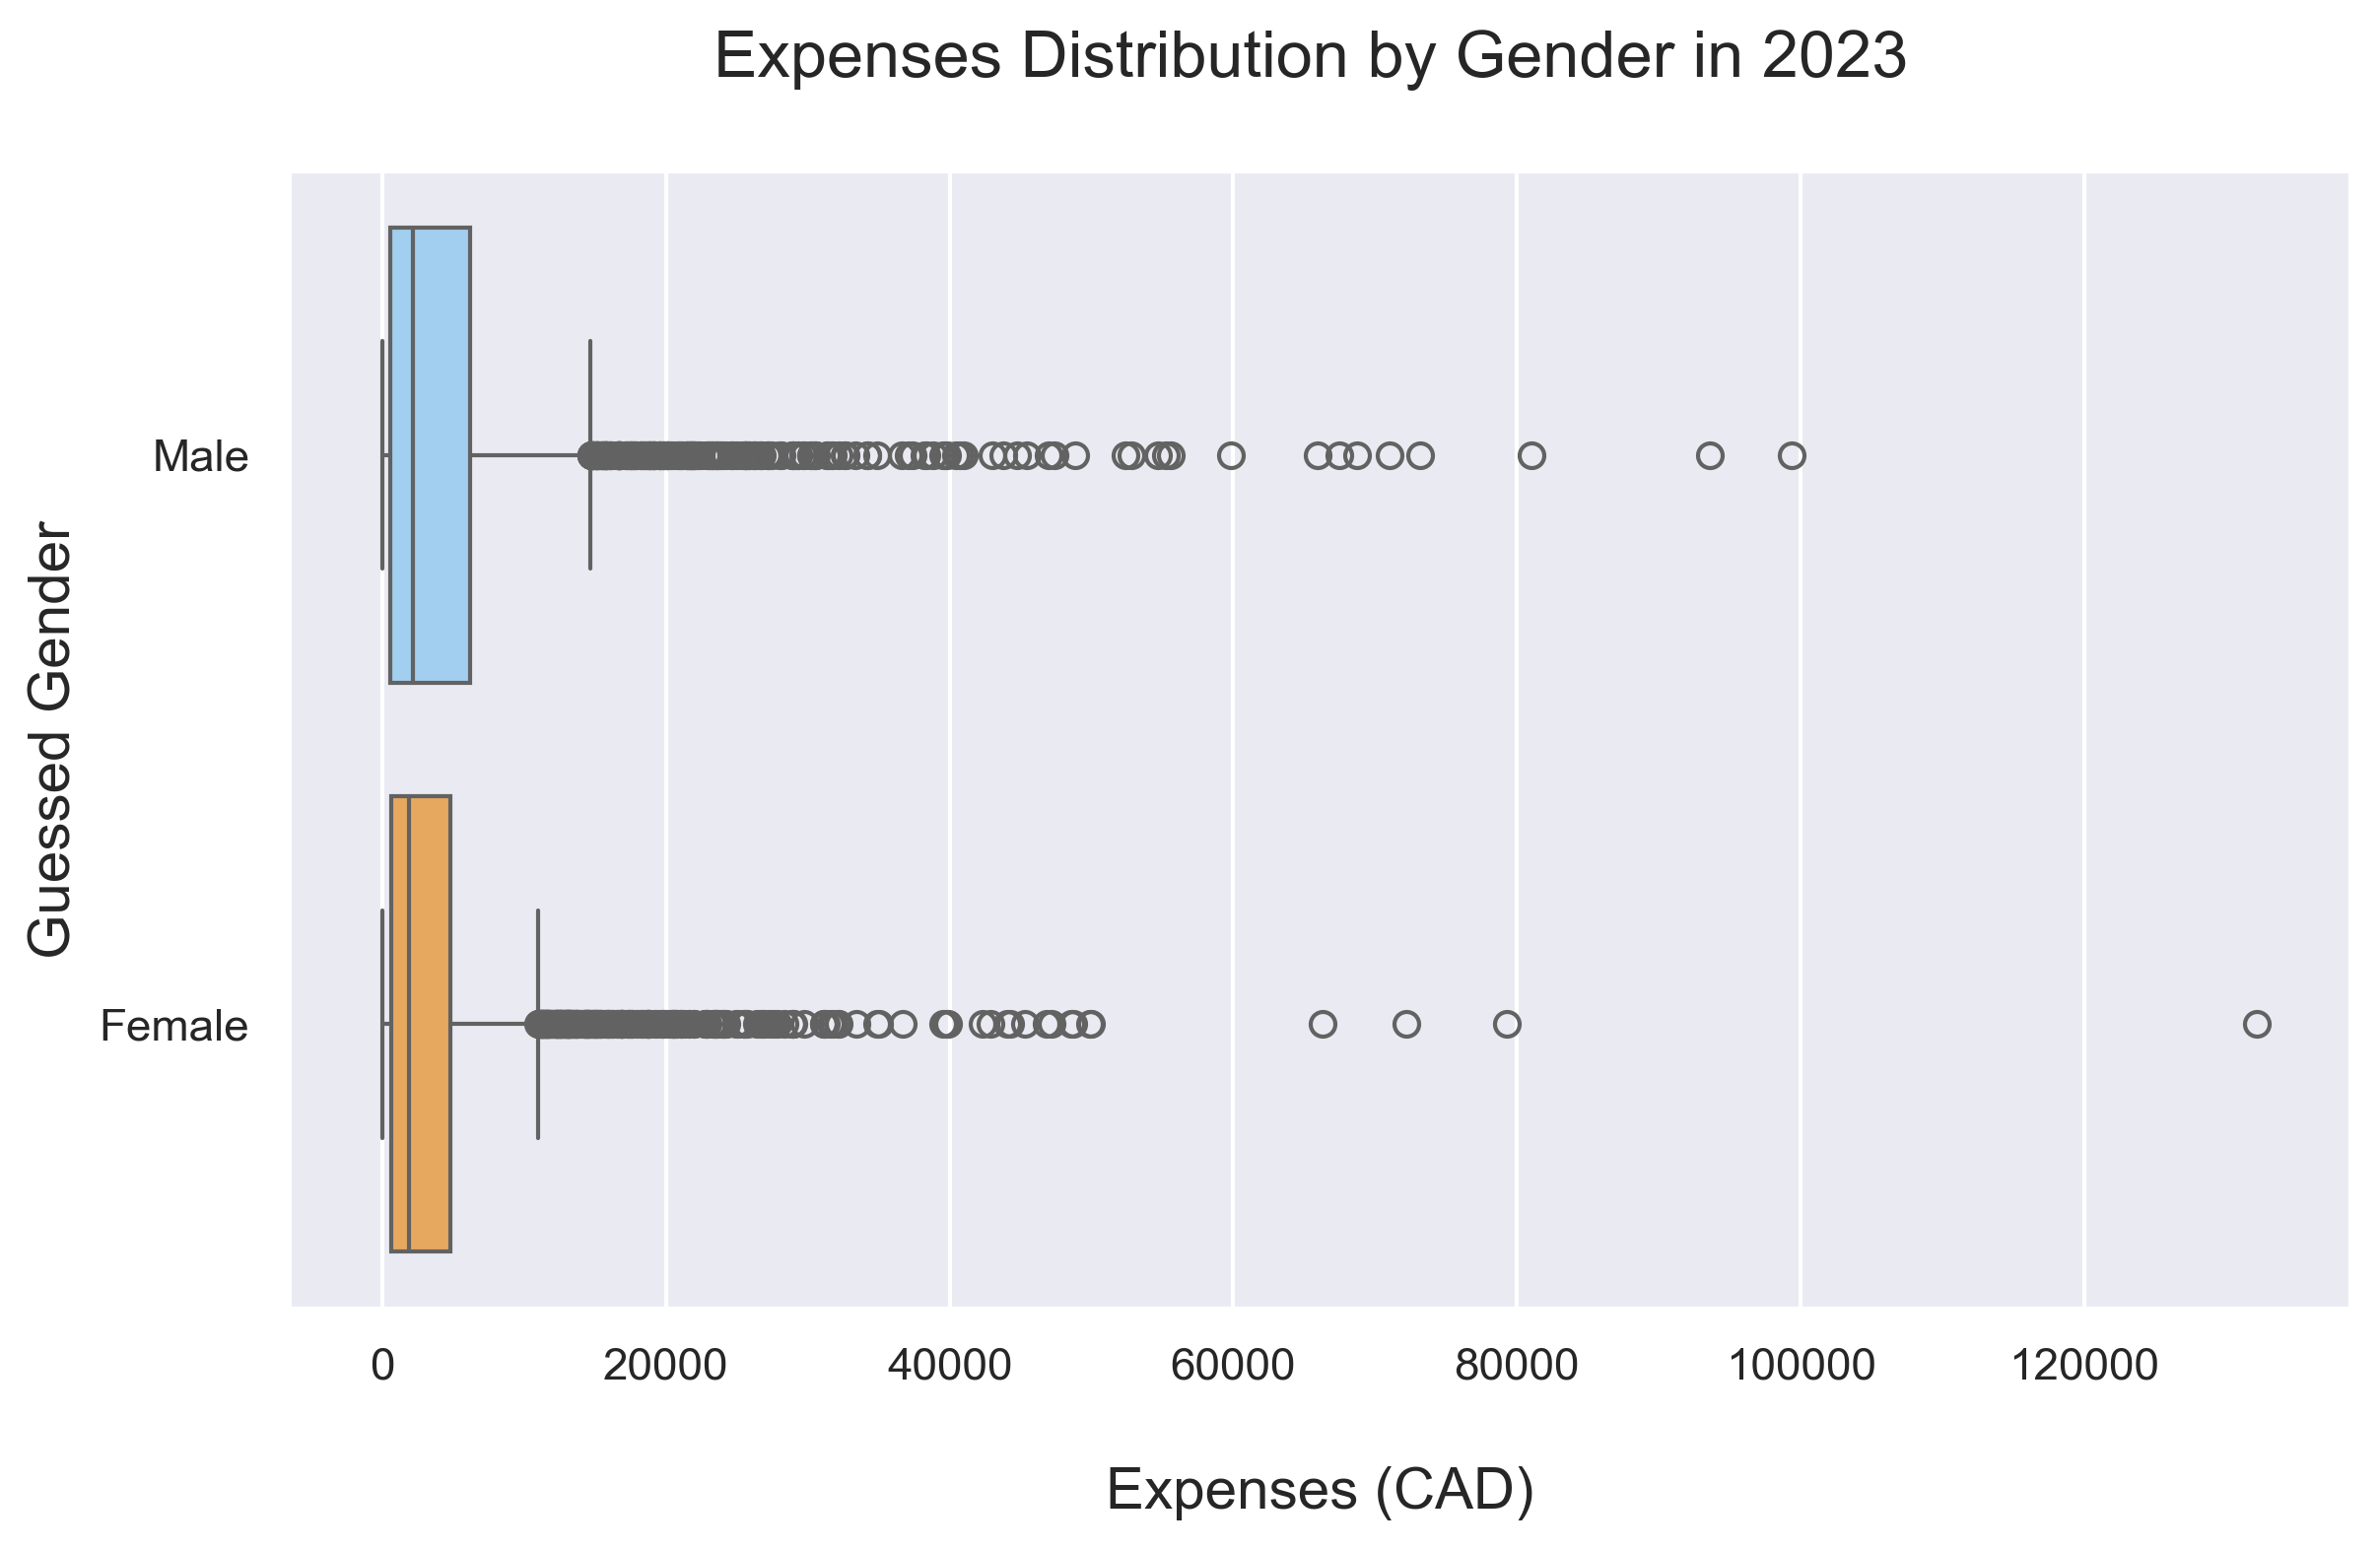 Expenses Distribution by Gender in 2023
Guessed Gender
Male
Female
0 20000 40000 60000 80000 100000 120000
Expenses (CAD)